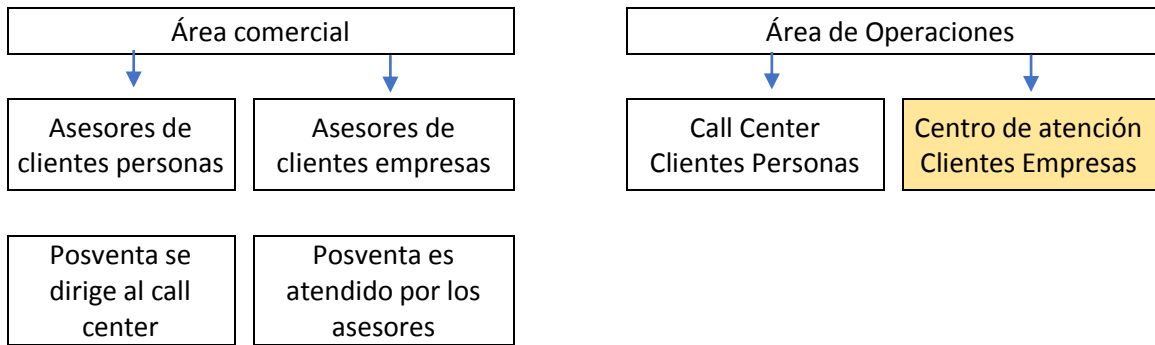 Área comercial
Área de Operaciones
Asesores de
clientes personas
Asesores de
clientes empresas
Call Center
Clientes Personas
Centro de atención
Clientes Empresas
Posventa se
dirige al call
center
Posventa es
atendido por los
asesores